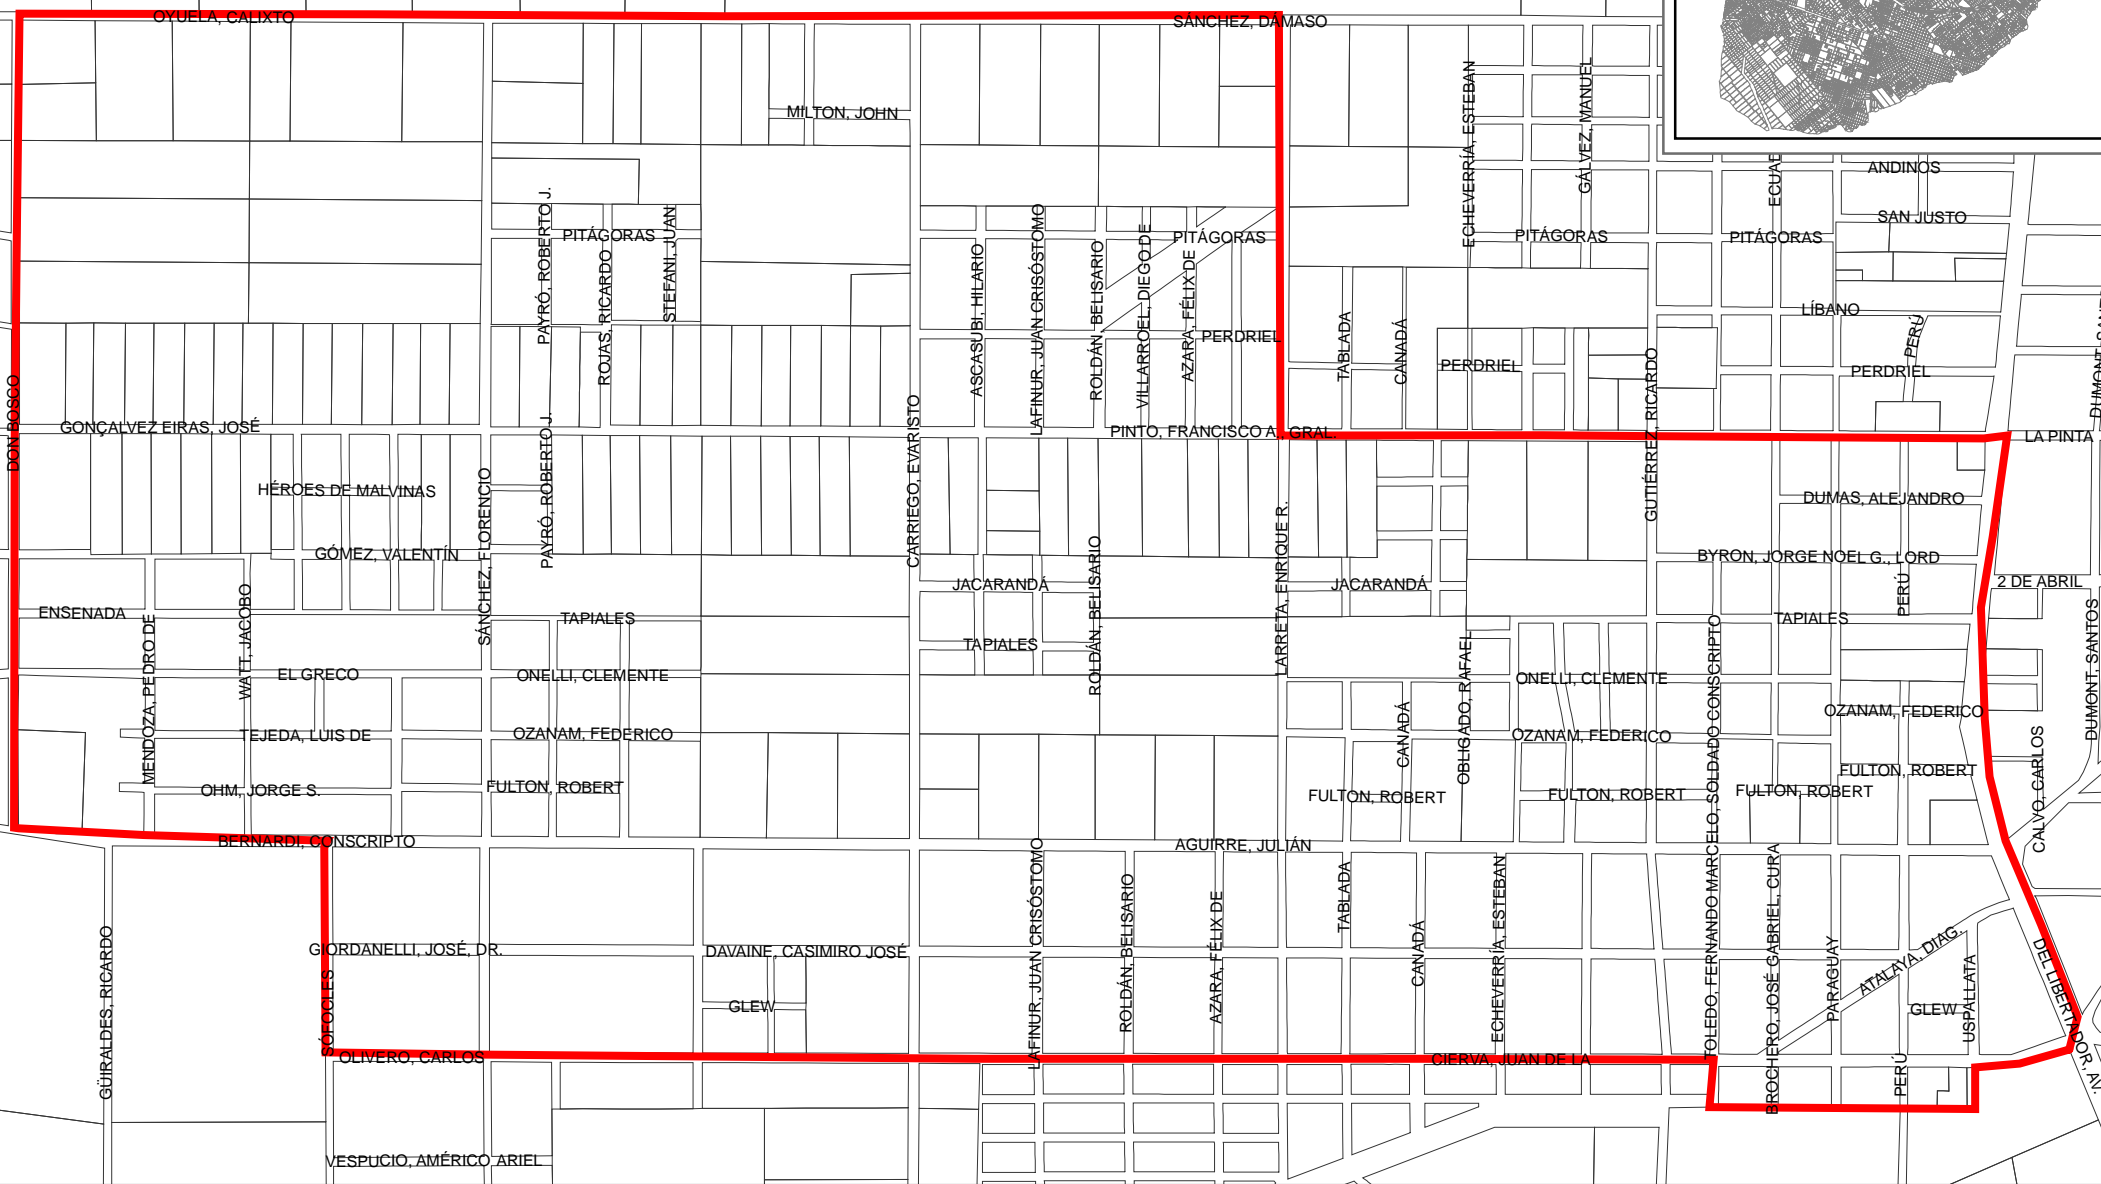 OYUELA, CALIXTO
SÁNCHEZ, DÁMASO
MILTON, JOHN
ECHEVERRÍA, ESTEBAN
GÁLVEZ, MANUEL
ANDINOS
ECUAD
SAN JUSTO
PAYRÓ, ROBERTO J.
PITÁGORAS
STEFANI, JUAN
ROJAS, RICARDO
ASCASUBI, HILARIO
LAFINUR, JUAN CRISÓSTOMO
ROLDÁN, BELISARIO
VILLARROEL, DIEGO DE
AZARA, FÉLIX DE
PITÁGORAS
PITÁGORAS
PITÁGORAS
LÍBANO
PERÚ
PERDRIEL
TABLADA
CANADÁ
PERDRIEL
PERDRIEL
GUTIÉRREZ, RICARDO
DUMONT, SAN
DON BOSCO
GONÇALVEZ EIRAS, JOSÉ
PAYRÓ, ROBERTO J.
CARRIEGO, EVARISTO
PINTO, FRANCISCO A., GRAL.
LA PINTA
HÉROES DE MALVINAS
SÁNCHEZ, FLORENCIO
DUMAS, ALEJANDRO
GÓMEZ, VALENTÍN
ROLDÁN, BELISARIO
LARRETA, ENRIQUE R.
BYRON, JORGE NOEL G., LORD
JACARANDÁ
JACARANDÁ
PERÚ
2 DE ABRIL
ENSENADA
MENDOZA, PEDRO DE
WATT, JACOBO
TAPIALES
TAPIALES
TAPIALES
DUMONT, SANTOS
EL GRECO
ONELLI, CLEMENTE
OBLIGADO, RAFAEL
ONELLI, CLEMENTE
TOLEDO, FERNANDO MARCELO, SOLDADO CONSCRIPTO
CANADÁ
OZANAM, FEDERICO
TEJEDA, LUIS DE
OZANAM, FEDERICO
OZANAM, FEDERICO
CALVO, CARLOS
FULTON, ROBERT
OHM, JORGE S.
FULTON, ROBERT
FULTON, ROBERT
FULTON, ROBERT
FULTON, ROBERT
BERNARDI, CONSCRIPTO
AGUIRRE, JULIÁN
LAFINUR, JUAN CRISÓSTOMO
ROLDÁN, BELISARIO
AZARA, FÉLIX DE
TABLADA
CANADÁ
ECHEVERRÍA, ESTEBAN
BROCHERO, JOSÉ GABRIEL, CURA
PARAGUAY
ATALAYA, DIAG.
USPALLATA
DEL LIBERTADOR, AV.
GÜIRALDES, RICARDO
GIORDANELLI, JOSÉ, DR.
DAVAINE, CASIMIRO JOSÉ
SÓFOCLES
GLEW
GLEW
OLIVERO, CARLOS
CIERVA, JUAN DE LA
PERÚ
VESPUCIO, AMÉRICO ARIEL